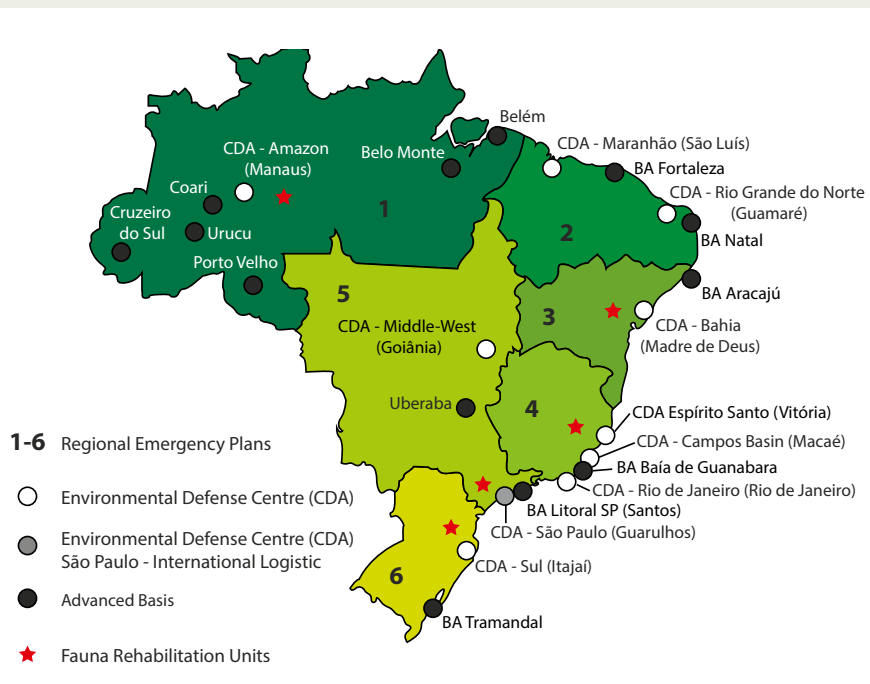 Belém
CDA - Maranhão (São Luís)
CDA - Amazon
(Manaus)
Belo Monte
BA Fortaleza
Coari
CDA - Rio Grande do Norte
(Guamaré)
1
Cruzeiro
do Sul
Urucu
2
BA Natal
Porto Velho
5
BA Aracajú
3
CDA - Middle-West
(Goiânia)
CDA - Bahia
(Madre de Deus)
Uberaba
4
CDA Espírito Santo (Vitória)
1-6 Regional Emergency Plans
CDA - Campos Basin (Macaé)
BA Baía de Guanabara
CDA - Rio de Janeiro (Rio de Janeiro)
Environmental Defense Centre (CDA)
BA Litoral SP (Santos)
CDA - São Paulo (Guarulhos)
Environmental Defense Centre (CDA)
São Paulo - International Logistic
CDA - Sul (Itajaí)
6
Advanced Basis
BA Tramandal
Fauna Rehabilitation Units